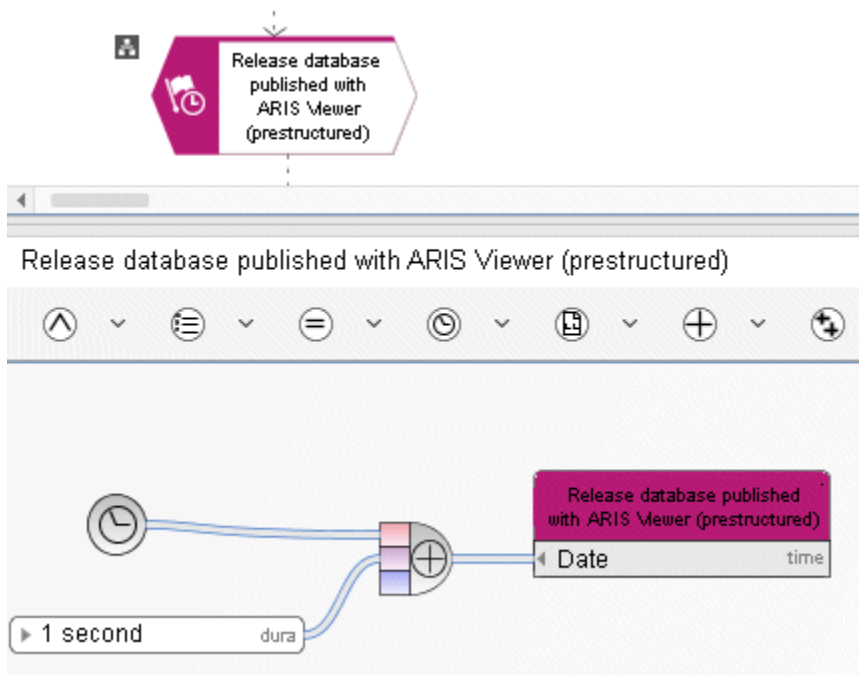 Release database
published with
ARIS Viewer
(prestructured)
Release database published with ARIS Viewer (prestructured)
Release database published
with ARIS Viewer (prestructured)
Date time
1 second dura